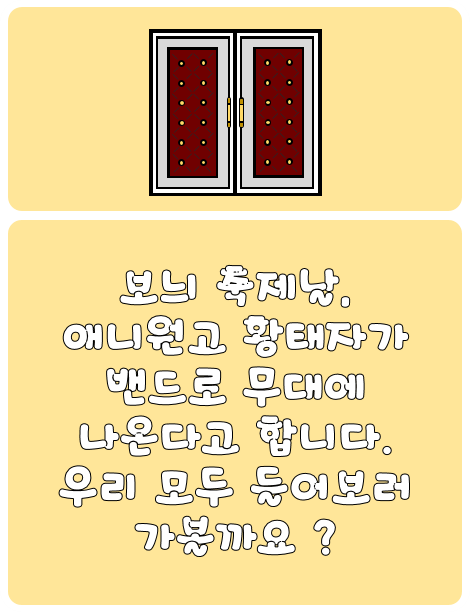 보늬 축제날.
애니원고 황태자가
밴드로 무대에
나온다고 합니다.
우리 모두 들어보러
가볼까요 ?